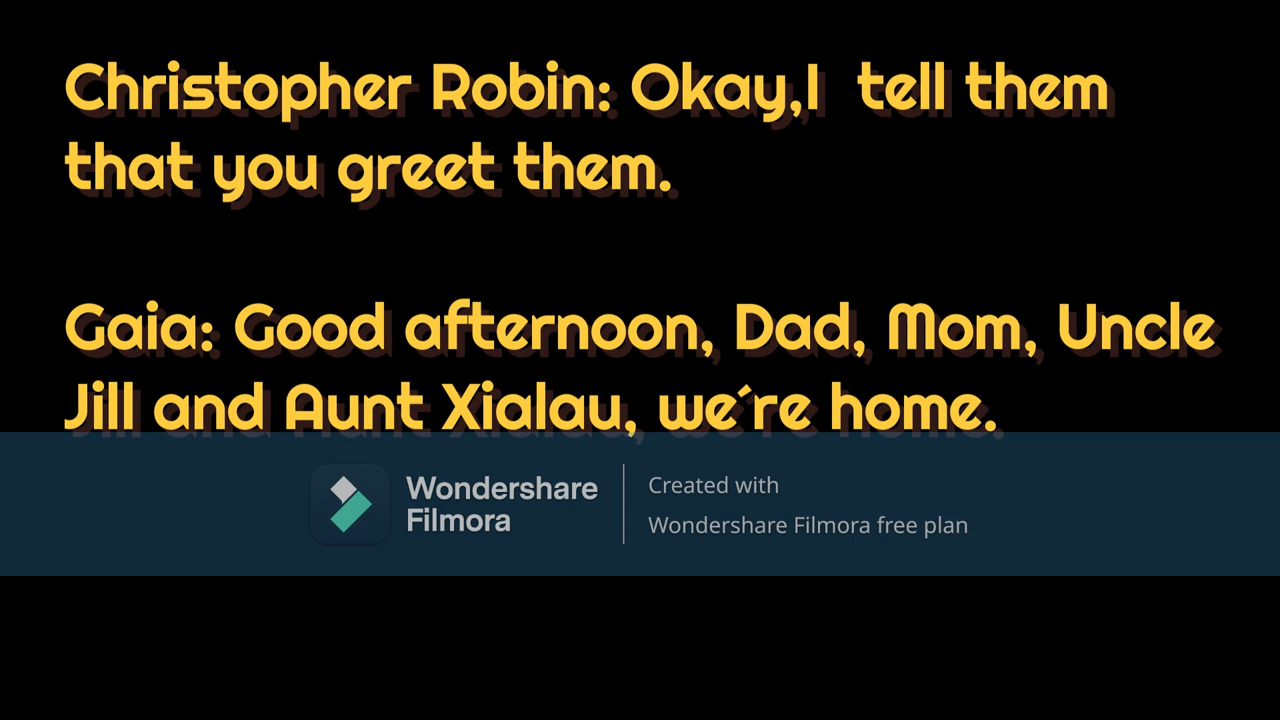 Christopher Robin: Okay,I  tell them
that you greet them.
Gaia: Good afternoon, Dad, Mom, Uncle
Jill and Aunt Xialau, we´re home.
Wondershare
Filmora
Created with
Wondershare Filmora free plan